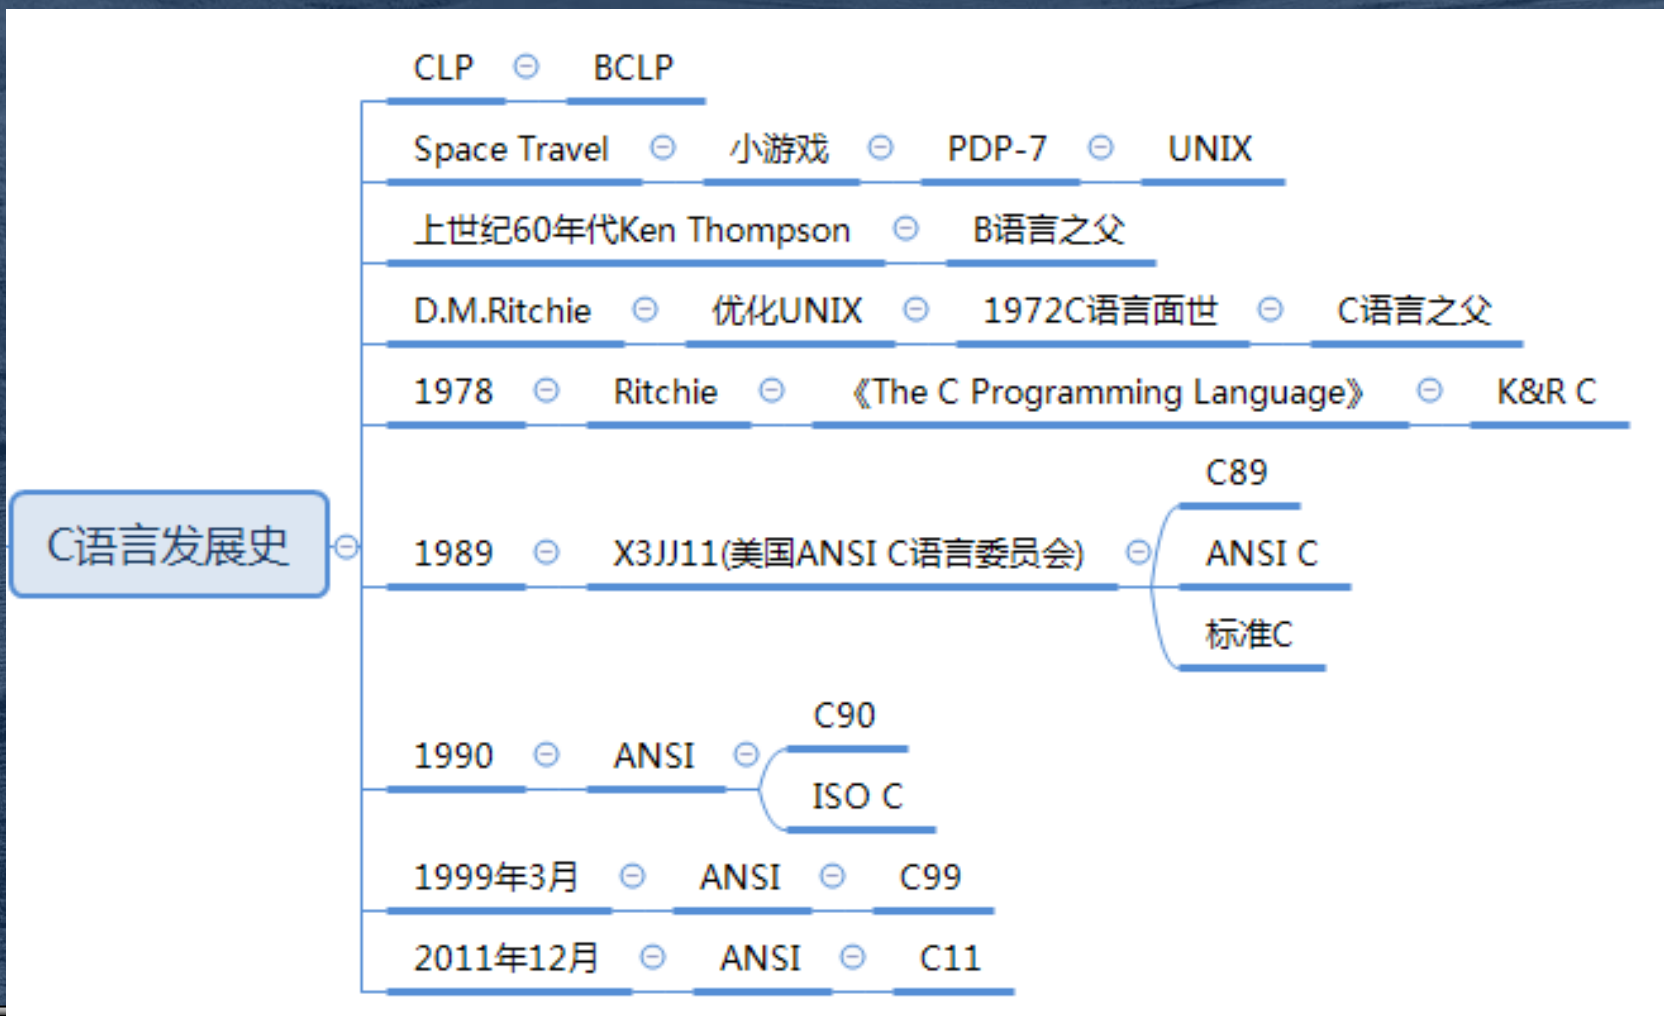 CLP BCLP
Space Travel 小游戏 PDP-7 UNIX
上世纪60年代Ken Thompson B语言之父
D.M.Ritchie 优化UNIX 1972C语言面世 C语言之父
1978 Ritchie 《The C Programming Language》 K&R C
C语言发展史
1989 X3JJ11(美国ANSI C语言委员会)
C89
ANSI C
标准C
1990 ANSI
C90
ISO C
1999年3月 ANSI C99
2011年12月 ANSI C11